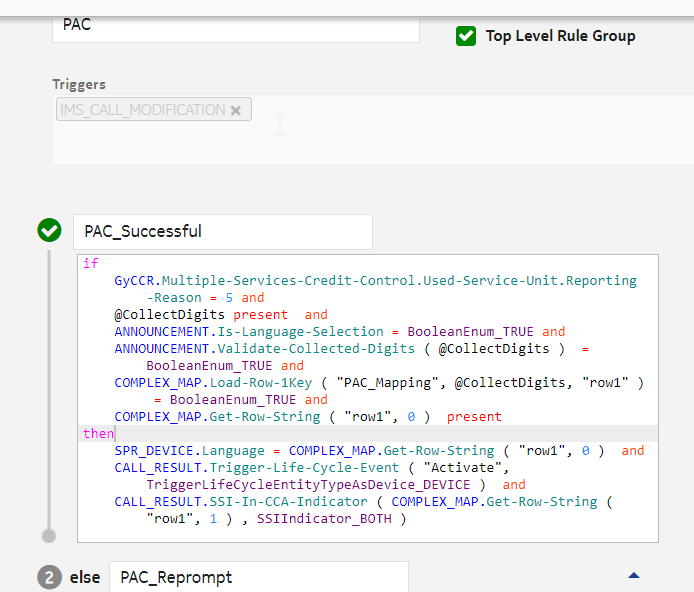 PAC
Top Level Rule Group
Triggers
IMS_CALL_MODIFICATION ×
PAC_Successful
if
GyCCR.Multiple-Services-Credit-Control.Used-Service-Unit.Reporting
-Reason = 5 and
@CollectDigits present and
ANNOUNCEMENT.Is-Language-Selection = BooleanEnum_TRUE and
ANNOUNCEMENT.Validate-Collected-Digits ( @CollectDigits ) =
BooleanEnum_TRUE and
COMPLEX_MAP.Load-Row-1Key ( "PAC_Mapping", @CollectDigits, "row1" )
= BooleanEnum_TRUE and
COMPLEX_MAP.Get-Row-String ( "row1", 0 ) present
then
SPR_DEVICE.Language = COMPLEX_MAP.Get-Row-String ( "row1", 0 ) and
CALL_RESULT.Trigger-Life-Cycle-Event ( "Activate",
TriggerLifeCycleEntityTypeAsDevice_DEVICE ) and
CALL_RESULT.SSI-In-CCA-Indicator ( COMPLEX_MAP.Get-Row-String (
"row1", 1 ) , SSIIndicator_BOTH )
2 else PAC_Reprompt